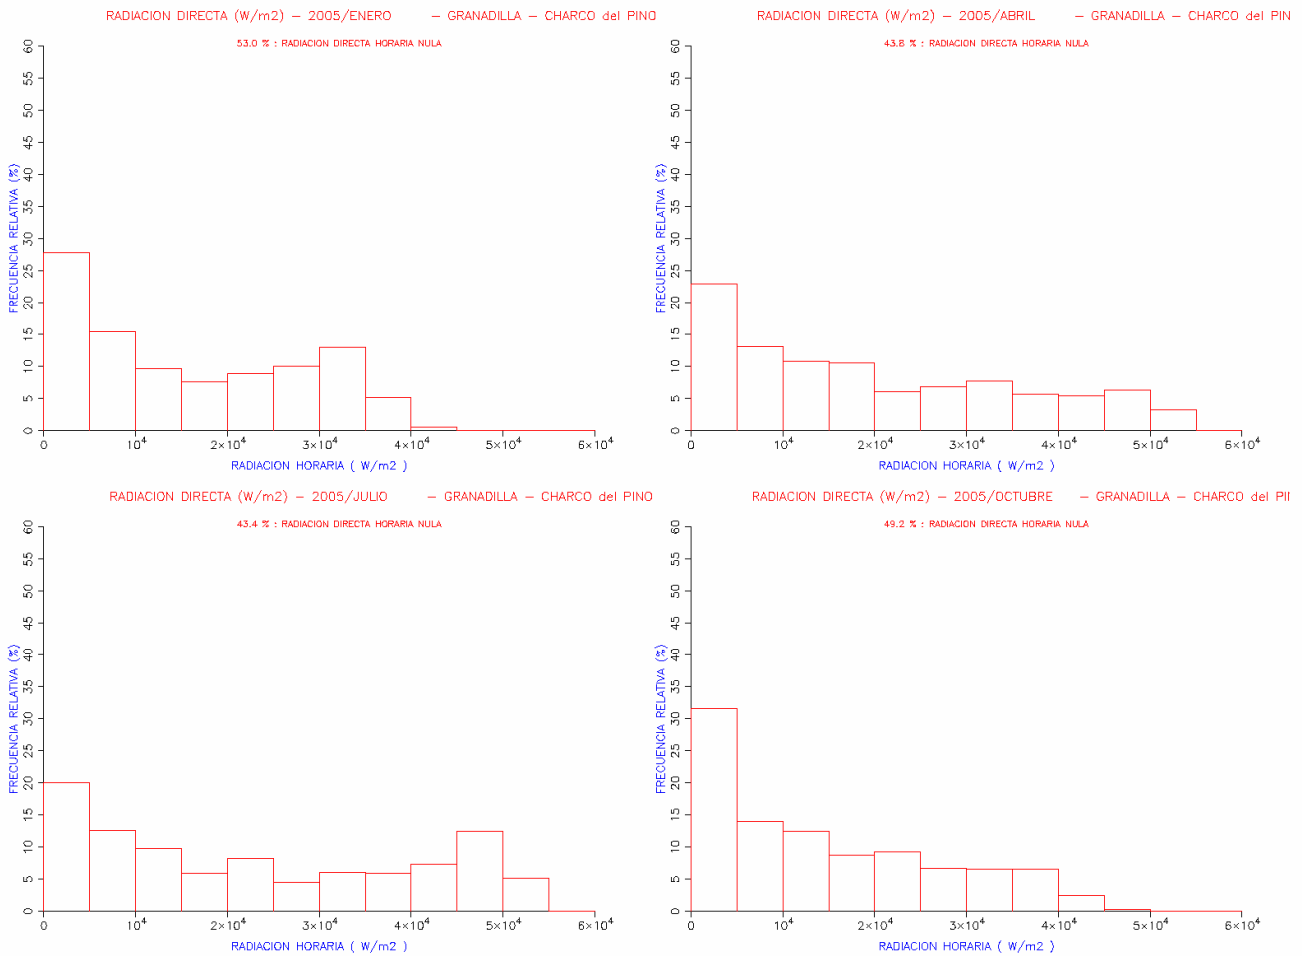 RADIACION DIRECTA (W/m2) – 2005/ENERO – GRANADILLA – CHARCO del PINO
53.0 % : RADIACION DIRECTA HORARIA NULA
60
55
50
45
40
35
30
25
20
15
10
5
0
FRECUENCIA RELATIVA (%)
0 10⁴ 2×10⁴ 3×10⁴ 4×10⁴ 5×10⁴ 6×10⁴
RADIACION HORARIA ( W/m2 )
RADIACION DIRECTA (W/m2) – 2005/ABRIL – GRANADILLA – CHARCO del PIN
43.8 % : RADIACION DIRECTA HORARIA NULA
60
55
50
45
40
35
30
25
20
15
10
5
0
FRECUENCIA RELATIVA (%)
0 10⁴ 2×10⁴ 3×10⁴ 4×10⁴ 5×10⁴ 6×10⁴
RADIACION HORARIA ( W/m2 )
RADIACION DIRECTA (W/m2) – 2005/JULIO – GRANADILLA – CHARCO del PINO
43.4 % : RADIACION DIRECTA HORARIA NULA
60
55
50
45
40
35
30
25
20
15
10
5
0
FRECUENCIA RELATIVA (%)
0 10⁴ 2×10⁴ 3×10⁴ 4×10⁴ 5×10⁴ 6×10⁴
RADIACION HORARIA ( W/m2 )
RADIACION DIRECTA (W/m2) – 2005/OCTUBRE – GRANADILLA – CHARCO del PI
49.2 % : RADIACION DIRECTA HORARIA NULA
60
55
50
45
40
35
30
25
20
15
10
5
0
FRECUENCIA RELATIVA (%)
0 10⁴ 2×10⁴ 3×10⁴ 4×10⁴ 5×10⁴ 6×10⁴
RADIACION HORARIA ( W/m2 )